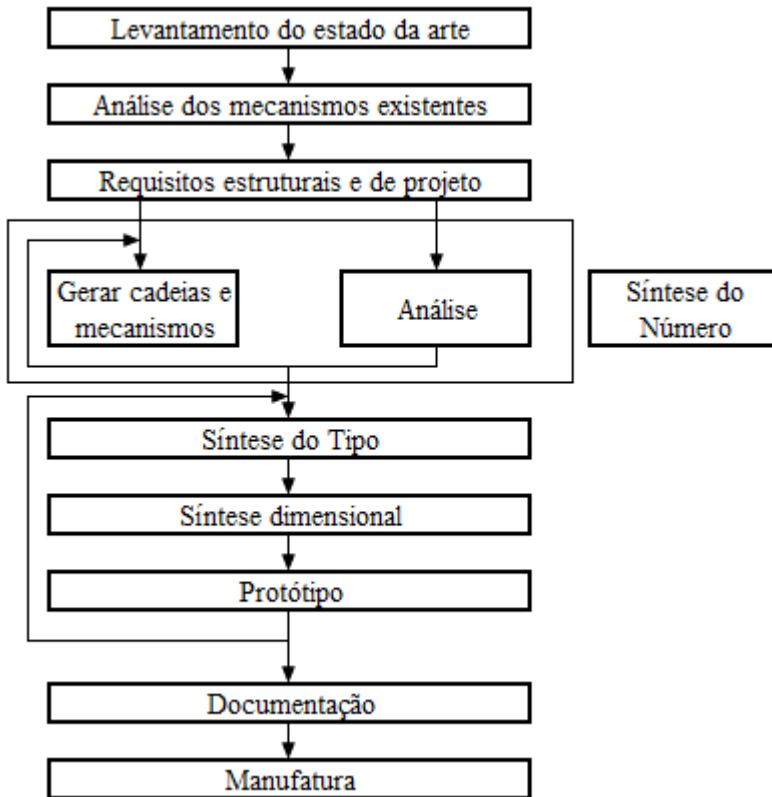 Levantamento do estado da arte
Análise dos mecanismos existentes
Requisitos estruturais e de projeto
Gerar cadeias e
mecanismos
Análise
Síntese do
Número
Síntese do Tipo
Síntese dimensional
Protótipo
Documentação
Manufatura